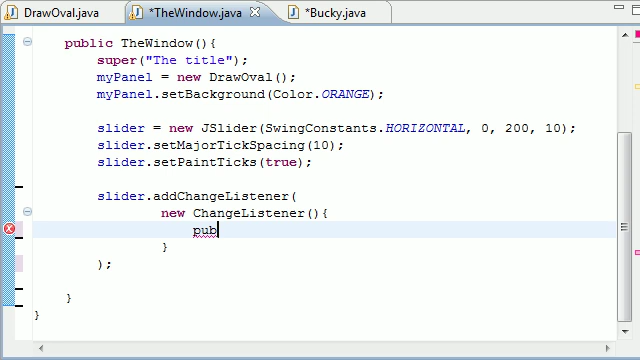 DrawOval.java *TheWindow.java *Bucky.java
public TheWindow(){
super("The title");
myPanel = new DrawOval();
myPanel.setBackground(Color.ORANGE);
slider = new JSlider(SwingConstants.HORIZONTAL, 0, 200, 10);
slider.setMajorTickSpacing(10);
slider.setPaintTicks(true);
slider.addChangeListener(
new ChangeListener(){
pub
}
);
}
}